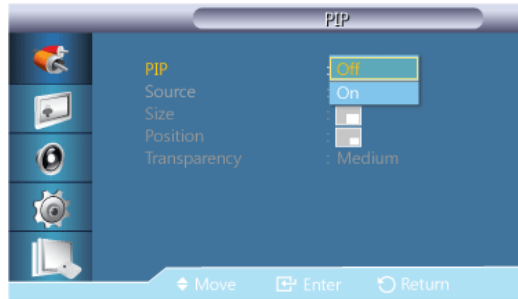 PIP
PIP : Off
Source : On
Size :
Position :
Transparency : Medium
Move Enter Return